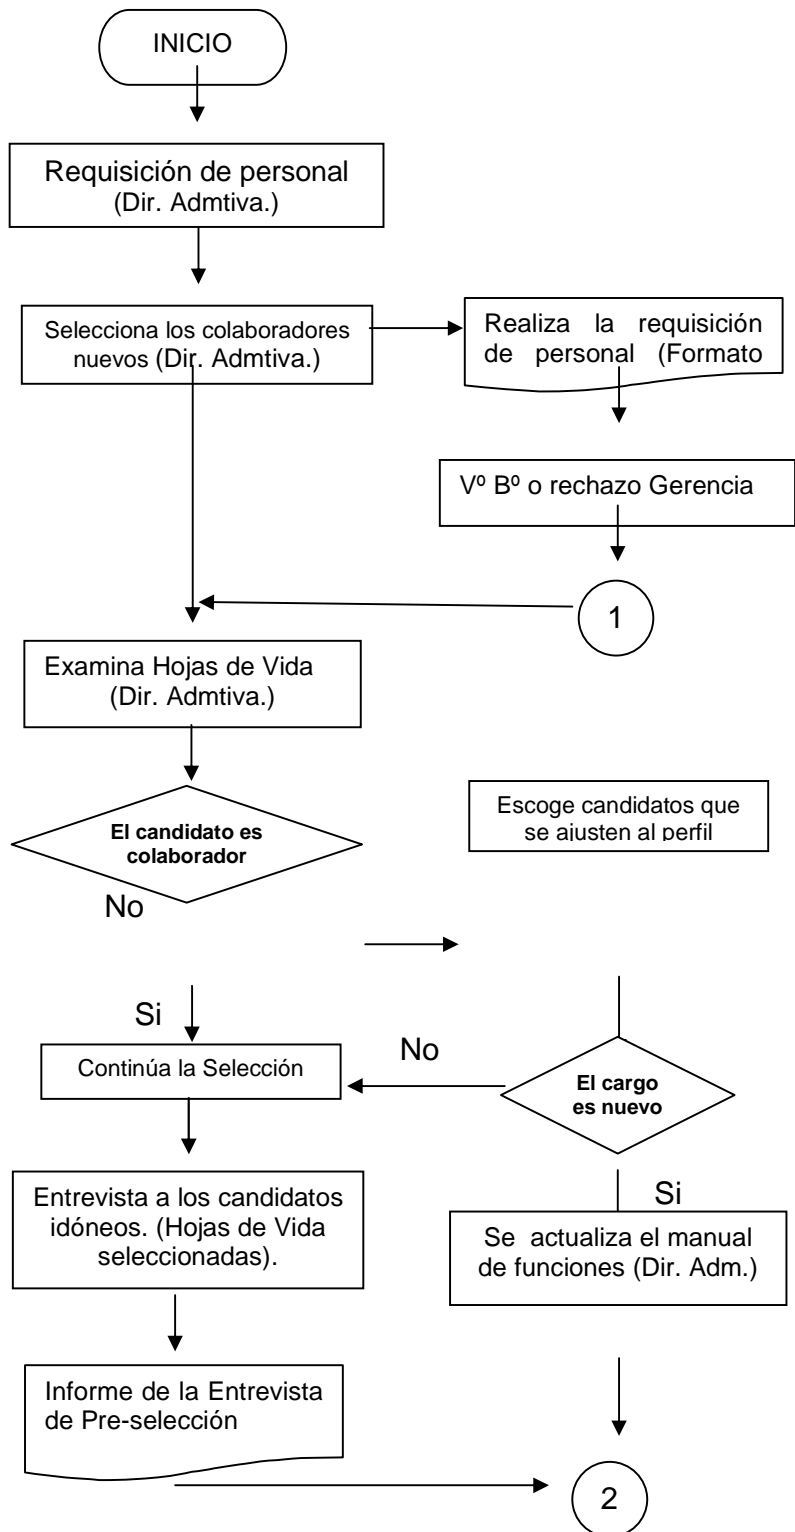 INICIO
Requisición de personal
(Dir. Admtiva.)
Selecciona los colaboradores
nuevos (Dir. Admtiva.)
Realiza la requisición
de personal (Formato
Vº Bº o rechazo Gerencia
1
Examina Hojas de Vida
(Dir. Admtiva.)
El candidato es
colaborador
Escoge candidatos que
se ajusten al perfil
No
Si
Continúa la Selección
No
El cargo
es nuevo
Si
Entrevista a los candidatos
idóneos. (Hojas de Vida
seleccionadas).
Se actualiza el manual
de funciones (Dir. Adm.)
Informe de la Entrevista
de Pre-selección
2